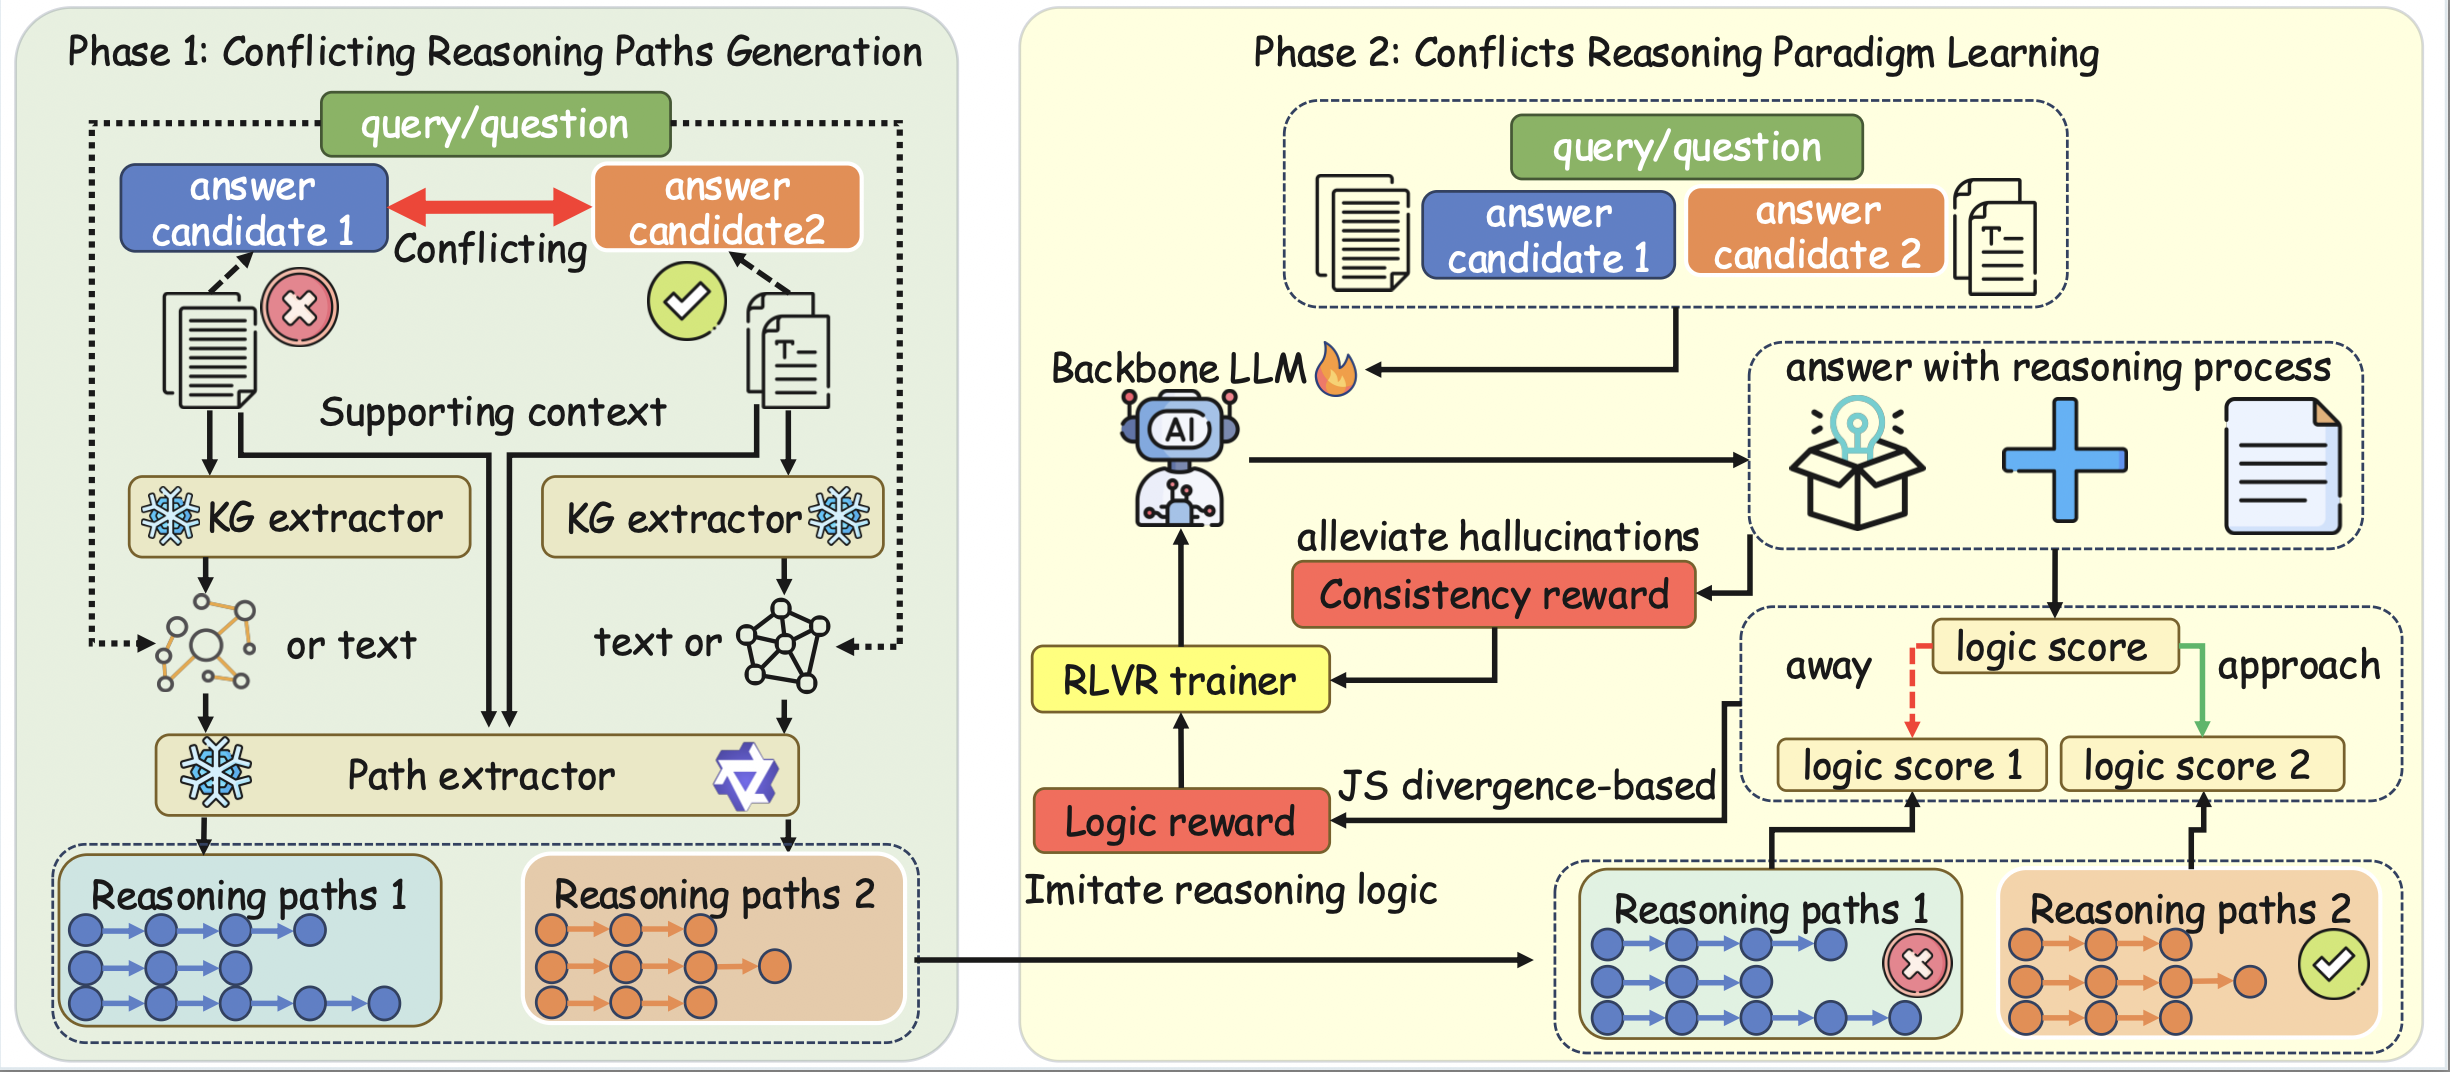 Phase 1: Conflicting Reasoning Paths Generation
query/question
answer
candidate 1
answer
candidate2
Conflicting
T
Supporting context
KG extractor
KG extractor
or text
text or
Path extractor
Reasoning paths 1
Reasoning paths 2
Phase 2: Conflicts Reasoning Paradigm Learning
query/question
answer
candidate 1
answer
candidate 2
T
Backbone LLM
AI
answer with reasoning process
alleviate hallucinations
Consistency reward
RLVR trainer
logic score
away
approach
logic score 1
logic score 2
JS divergence-based
Logic reward
Imitate reasoning logic
Reasoning paths 1
Reasoning paths 2